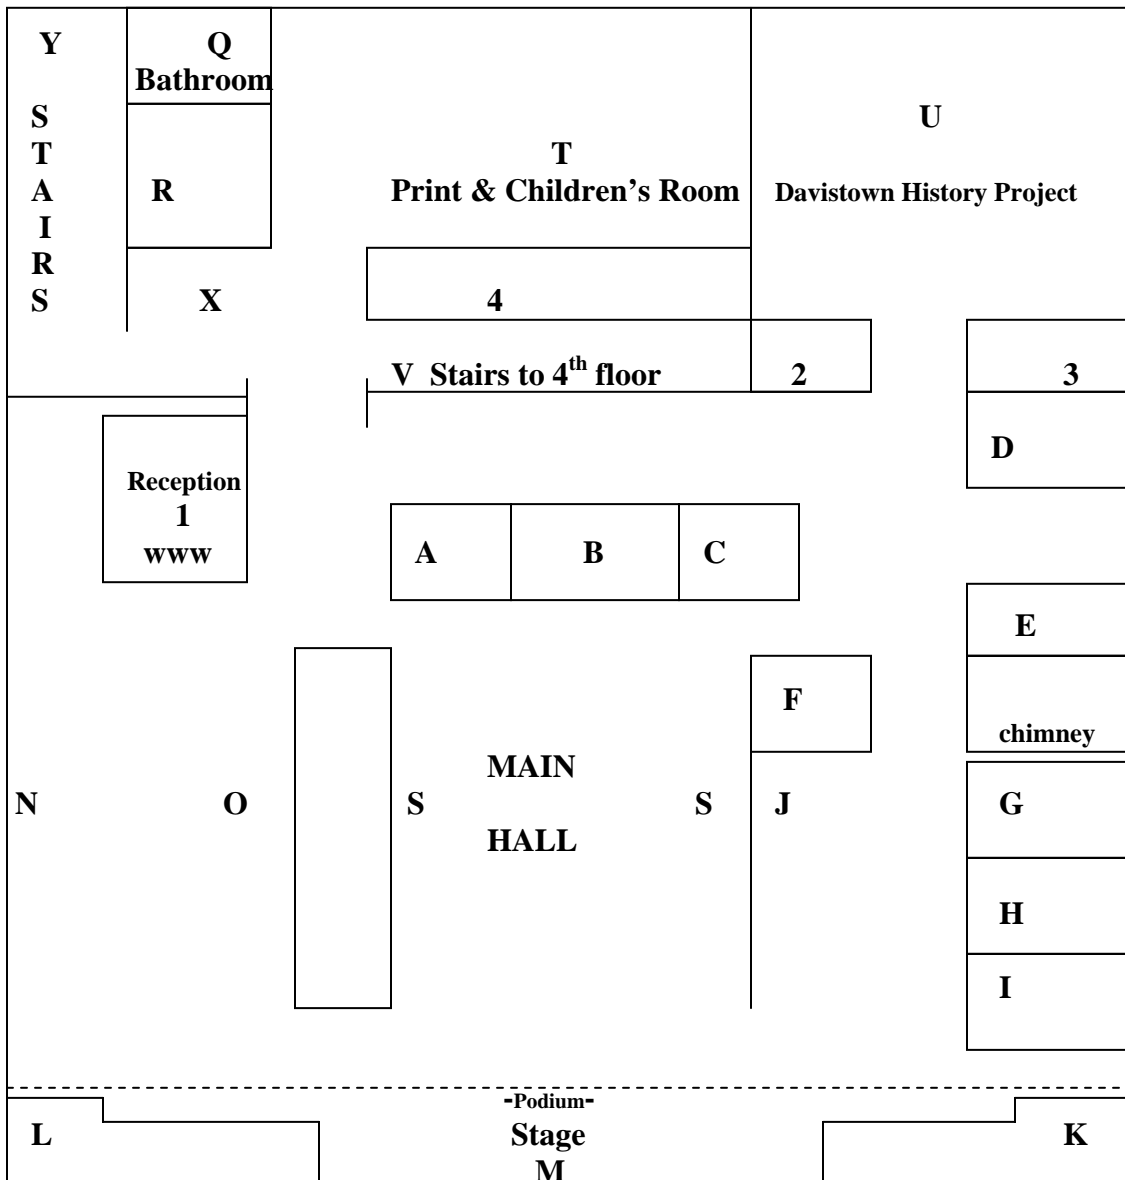 Y
Q
Bathroom
S
T
A
I
R
S
R
X
T
Print & Children’s Room
U
Davistown History Project
4
V Stairs to 4th floor
2
3
D
Reception
1
www
A
B
C
E
F
chimney
MAIN
HALL
N
O
S
S
J
G
H
I
-Podium-
L
Stage
K
M